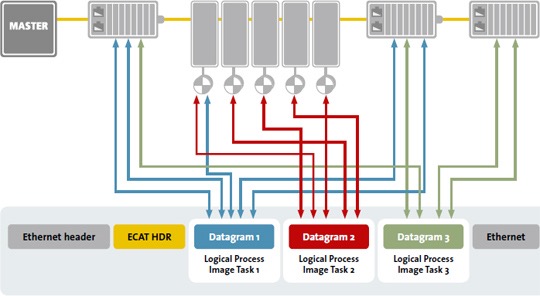 MASTER
Ethernet header
ECAT HDR
Datagram 1
Datagram 2
Datagram 3
Ethernet
Logical Process
Image Task 1
Logical Process
Image Task 2
Logical Process
Image Task 3